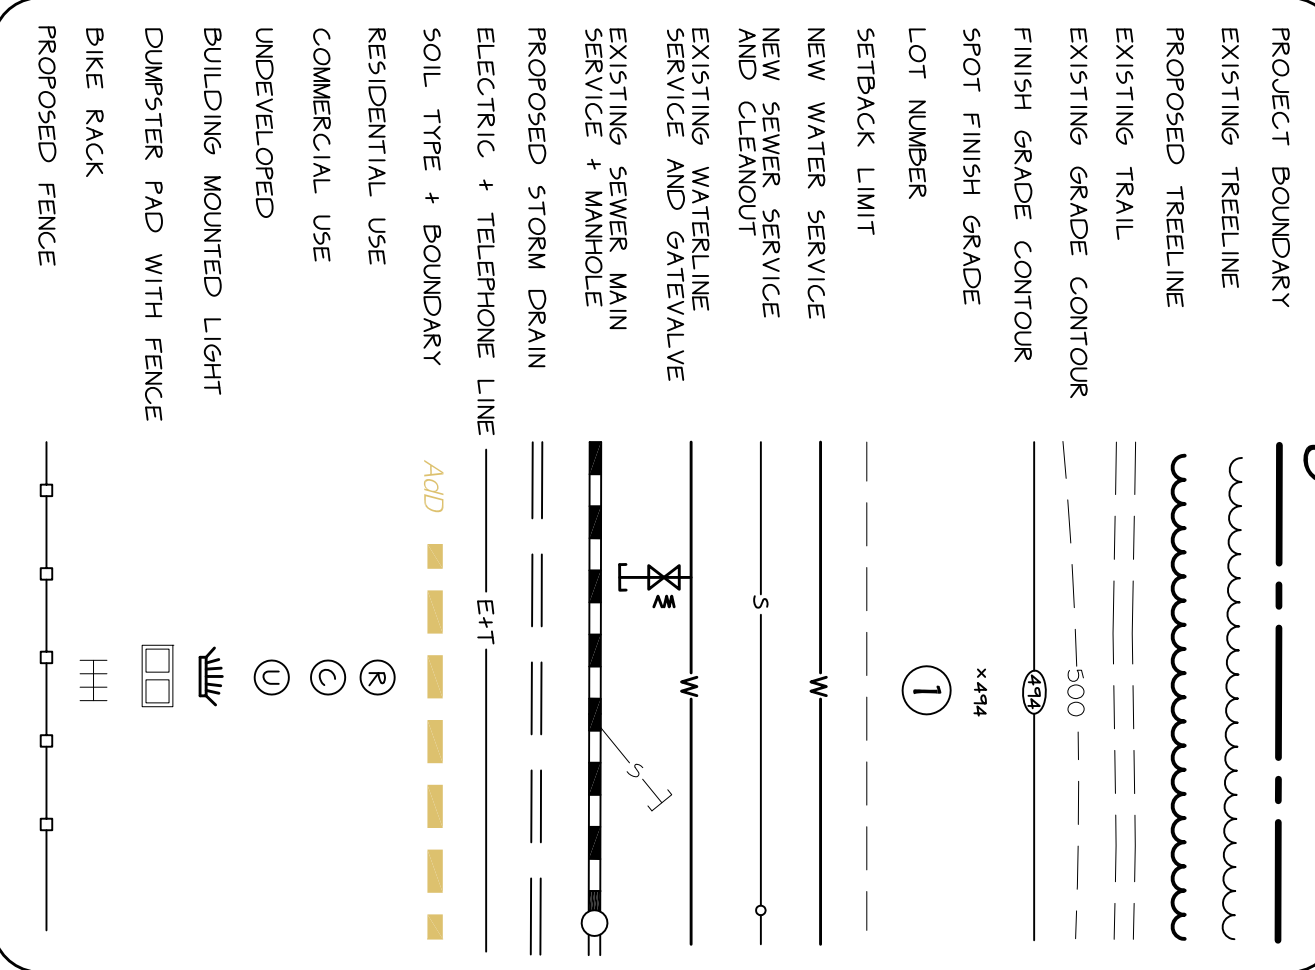 PROJECT BOUNDARY
EXISTING TREELINE
PROPOSED TREELINE
EXISTING TRAIL
EXISTING GRADE CONTOUR
500
FINISH GRADE CONTOUR
494
SPOT FINISH GRADE
x494
LOT NUMBER
1
SETBACK LIMIT
NEW WATER SERVICE
W
NEW SEWER SERVICE
AND CLEANOUT
S
EXISTING WATERLINE
SERVICE AND GATEVALVE
W
WV
EXISTING SEWER MAIN
SERVICE + MANHOLE
S
PROPOSED STORM DRAIN
ELECTRIC + TELEPHONE LINE
E+T
SOIL TYPE + BOUNDARY
AdD
RESIDENTIAL USE
R
COMMERCIAL USE
C
UNDEVELOPED
U
BUILDING MOUNTED LIGHT
DUMPSTER PAD WITH FENCE
BIKE RACK
PROPOSED FENCE